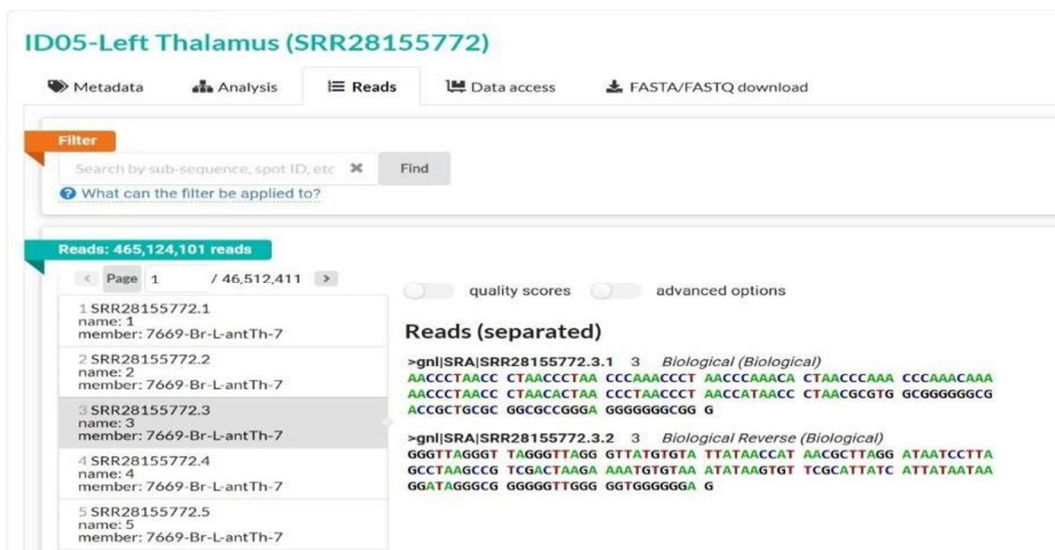 ID05-Left Thalamus (SRR28155772)
Metadata Analysis Reads Data access FASTA/FASTQ download
Filter
Search by sub-sequence, spot ID, etc Find
What can the filter be applied to?
Reads: 465,124,101 reads
< Page 1 / 46,512,411 >
1 SRR28155772.1
name: 1
member: 7669-Br-L-antTh-7
2 SRR28155772.2
name: 2
member: 7669-Br-L-antTh-7
3 SRR28155772.3
name: 3
member: 7669-Br-L-antTh-7
4 SRR28155772.4
name: 4
member: 7669-Br-L-antTh-7
5 SRR28155772.5
name: 5
member: 7669-Br-L-antTh-7
quality scores advanced options
Reads (separated)
>gnl|SRA|SRR28155772.3.1 3 Biological (Biological)
AACCCTAACC CTAACCCTAA CCCAAACCCT AACCCAAACA CTAACCCAAA CCCAAACAAA
AACCCTAACC CTAACACTAA CCCTAACCCT AACCATAACC CTAACGCGTG GCGGGGGGCG
ACCGCTGCGC GGCGCCGGGA GGGGGGGCGG G
>gnl|SRA|SRR28155772.3.2 3 Biological Reverse (Biological)
GGGTTAGGGT TAGGGTTAGG GTTATGTGTA TTATAACCAT AACGCTTAGG ATAATCCTTA
GCCTAAGCCG TCGACTAAGA AAATGTGTAA ATATAAGTGT TCGCATTATC ATTATAATAA
GGATAGGGCG GGGGGTTGGG GGTGGGGGGA G